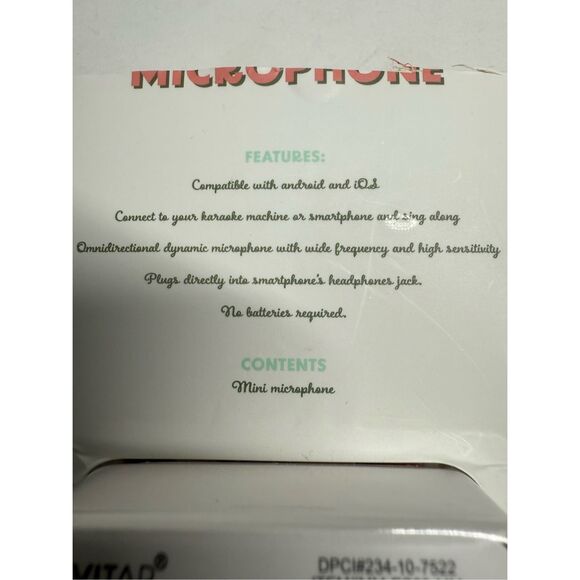 MICROPHONE
FEATURES:
Compatible with android and iOS
Connect to your karaoke machine or smartphone and sing along
Omnidirectional dynamic microphone with wide frequency and high sensitivity
Plugs directly into smartphone's headphones jack.
No batteries required.
CONTENTS
Mini microphone
DPCI#234-10-7522